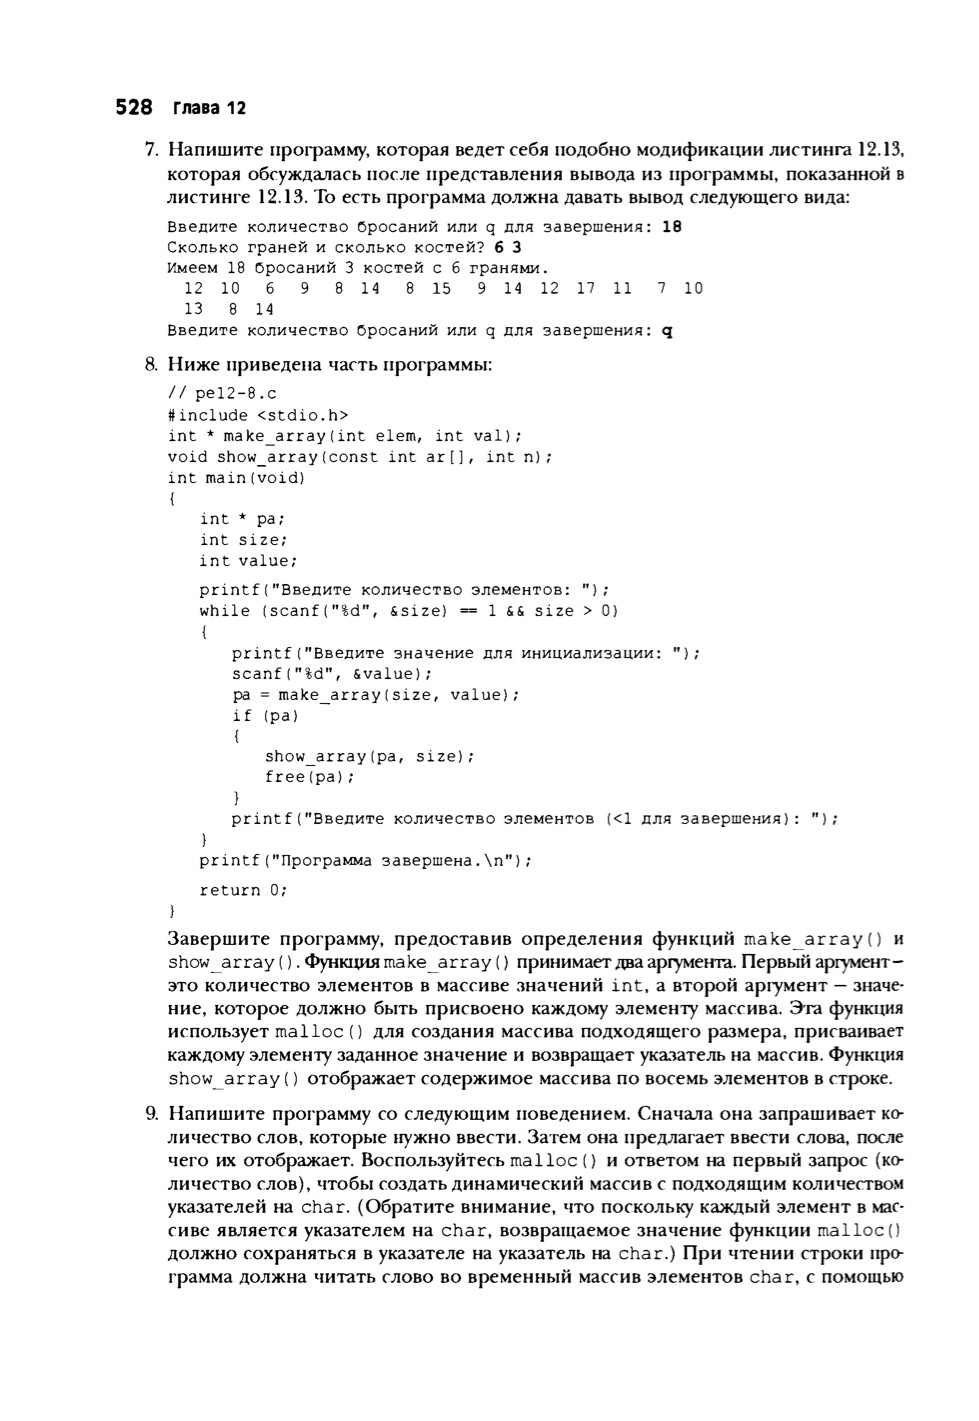 528 Глава 12
7. Напишите программу, которая ведет себя подобно модификации листинга 12.13,
которая обсуждалась после представления вывода из программы, показанной в
листинге 12.13. То есть программа должна давать вывод следующего вида:
Введите количество бросаний или q для завершения: 18
Сколько граней и сколько костей? 6 3
Имеем 18 бросаний 3 костей с 6 гранями.
12 10 6 9 8 14 8 15 9 14 12 17 11 7 10
13 8 14
Введите количество бросаний или q для завершения: q
8. Ниже приведена часть программы:
// pe12-8.c
#include <stdio.h>
int * make_array(int elem, int val);
void show_array(const int ar[], int n);
int main(void)
{
int * pa;
int size;
int value;
printf("Введите количество элементов: ");
while (scanf("%d", &size) == 1 && size > 0)
{
printf("Введите значение для инициализации: ");
scanf("%d", &value);
pa = make_array(size, value);
if (pa)
{
show_array(pa, size);
free(pa);
}
printf("Введите количество элементов (<1 для завершения): ");
}
printf("Программа завершена.\n");
return 0;
}
Завершите программу, предоставив определения функций make_array() и
show_array(). Функция make_array() принимает два аргумента. Первый аргумент —
это количество элементов в массиве значений int, а второй аргумент — значе-
ние, которое должно быть присвоено каждому элементу массива. Эта функция
использует malloc() для создания массива подходящего размера, присваивает
каждому элементу заданное значение и возвращает указатель на массив. Функция
show_array() отображает содержимое массива по восемь элементов в строке.
9. Напишите программу со следующим поведением. Сначала она запрашивает ко-
личество слов, которые нужно ввести. Затем она предлагает ввести слова, после
чего их отображает. Воспользуйтесь malloc() и ответом на первый запрос (ко-
личество слов), чтобы создать динамический массив с подходящим количеством
указателей на char. (Обратите внимание, что поскольку каждый элемент в мас-
сиве является указателем на char, возвращаемое значение функции malloc()
должно сохраняться в указателе на указатель на char.) При чтении строки про-
грамма должна читать слово во временный массив элементов char, с помощью